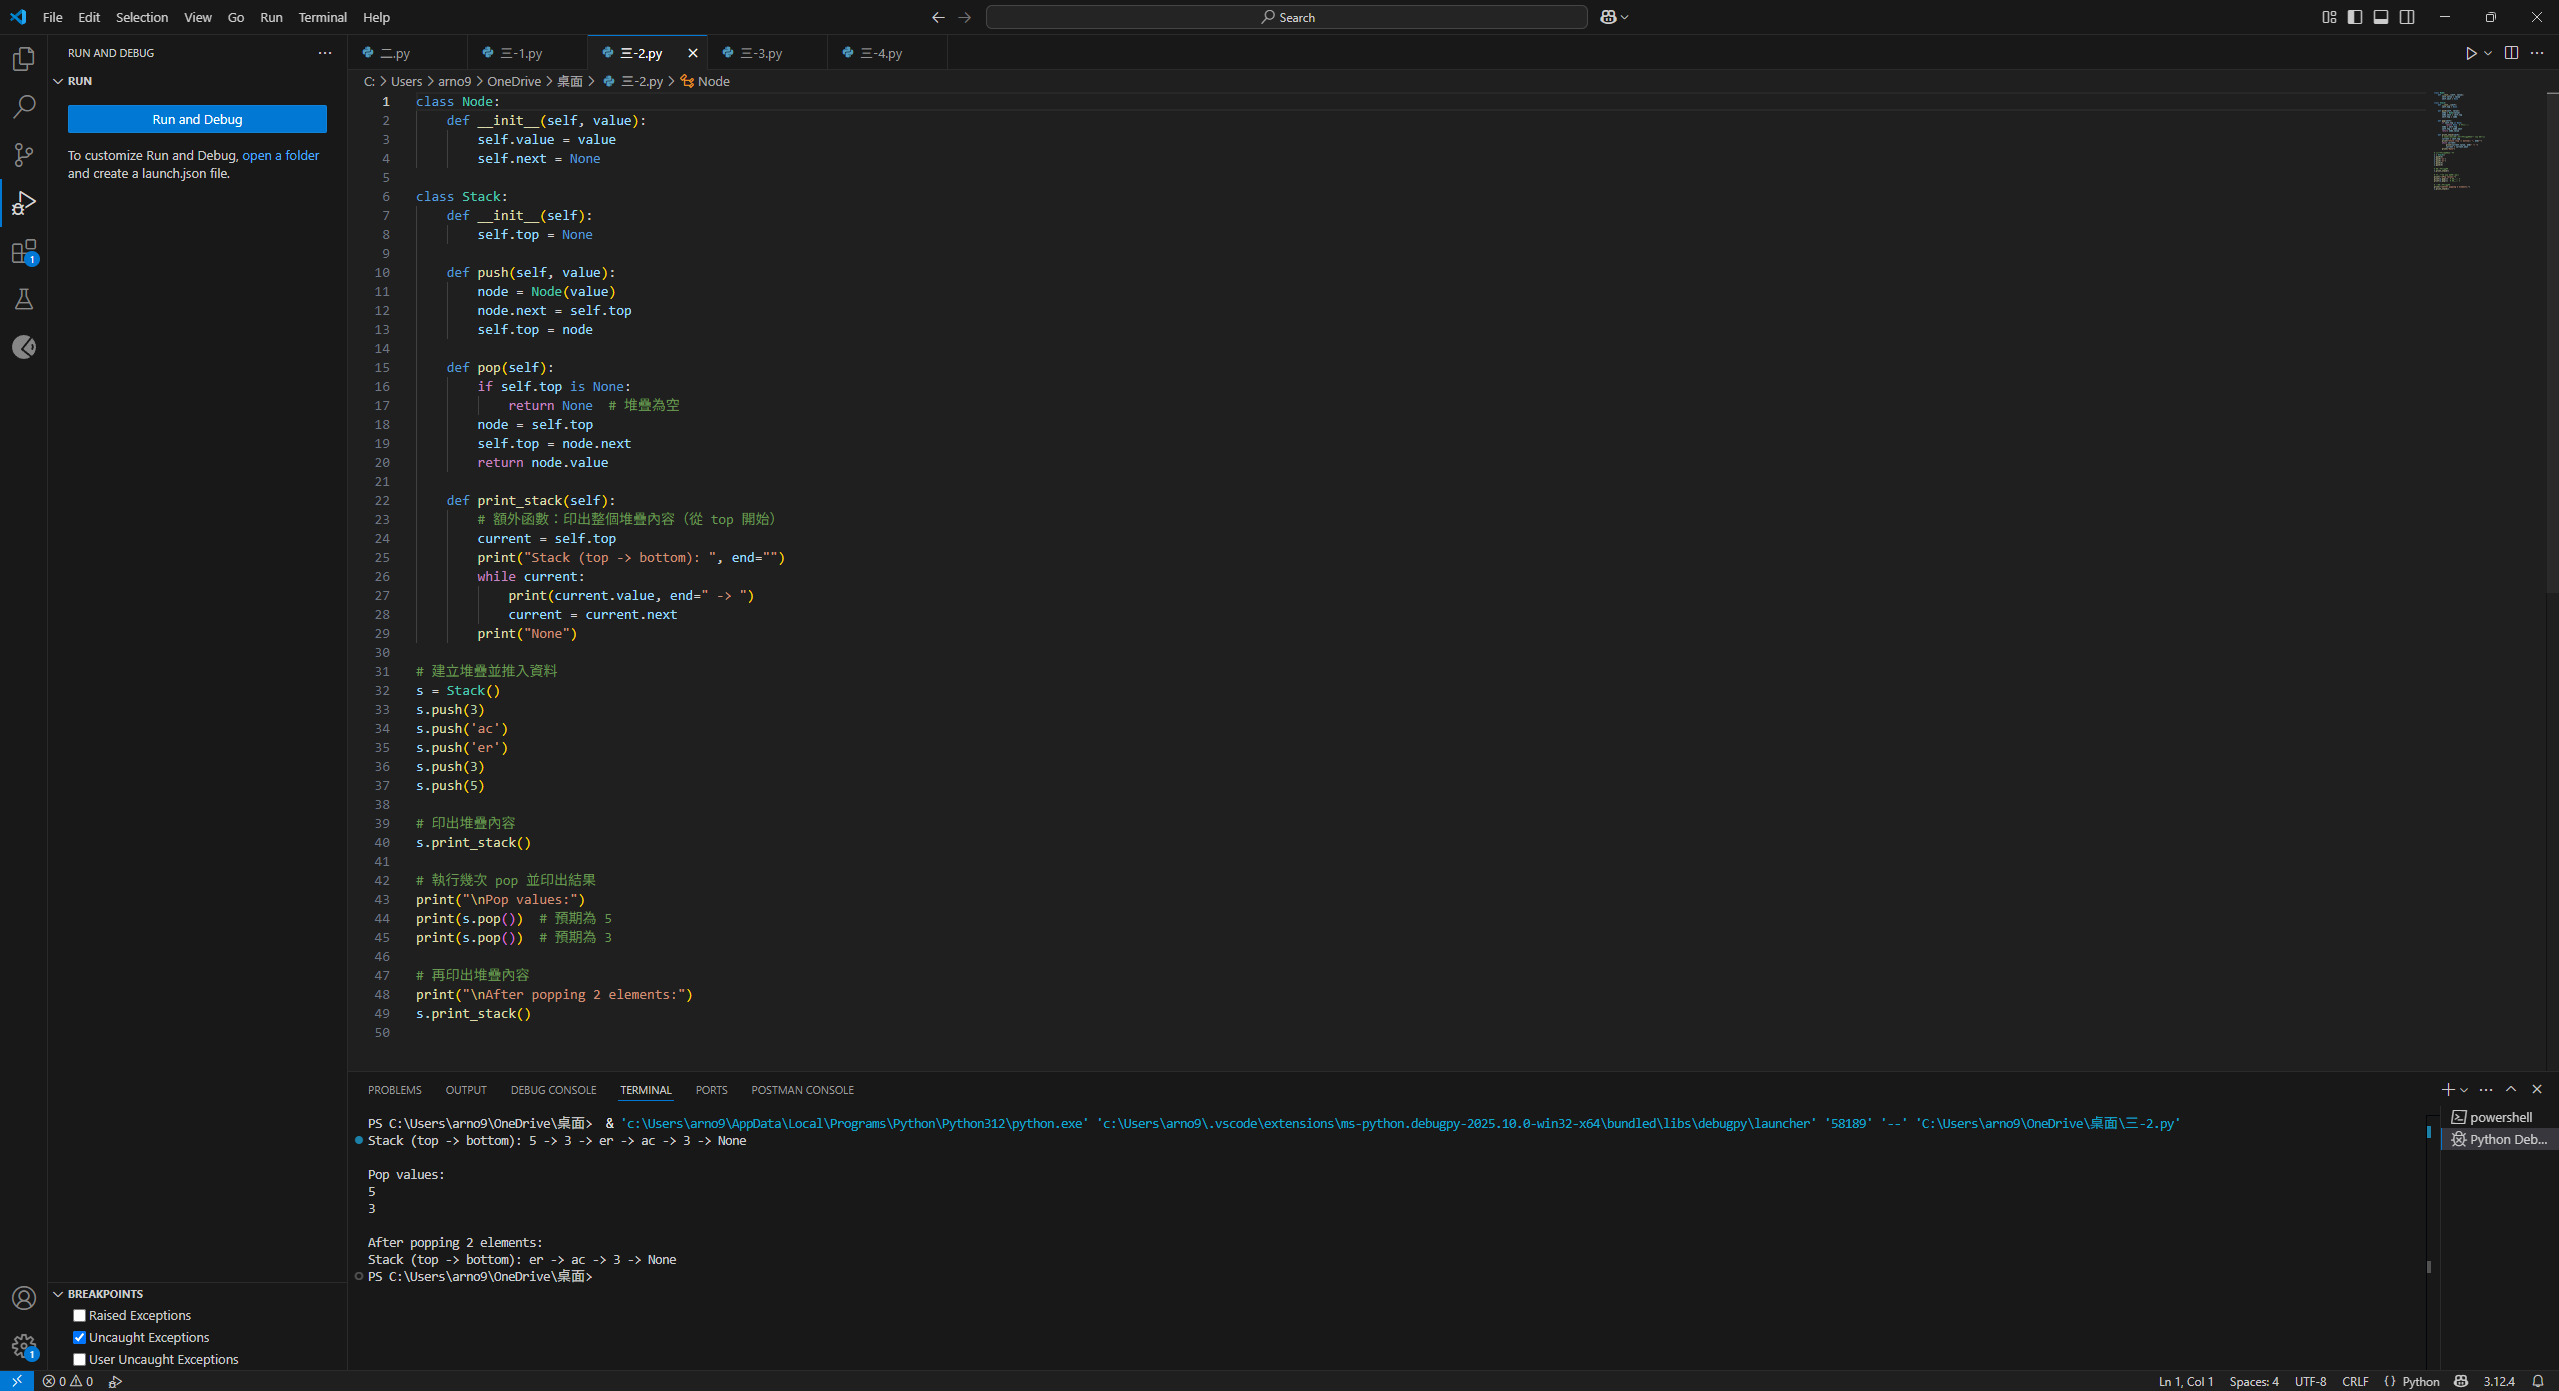 File Edit Selection View Go Run Terminal Help
Search
RUN AND DEBUG
RUN
Run and Debug
To customize Run and Debug, open a folder
and create a launch.json file.
二.py
三-1.py
三-2.py
三-3.py
三-4.py
C: > Users > arno9 > OneDrive > 桌面 > 三-2.py > Node
1 class Node:
2     def __init__(self, value):
3         self.value = value
4         self.next = None
5
6 class Stack:
7     def __init__(self):
8         self.top = None
9
10     def push(self, value):
11         node = Node(value)
12         node.next = self.top
13         self.top = node
14
15     def pop(self):
16         if self.top is None:
17             return None  # 堆疊為空
18         node = self.top
19         self.top = node.next
20         return node.value
21
22     def print_stack(self):
23         # 額外函數：印出整個堆疊內容（從 top 開始）
24         current = self.top
25         print("Stack (top -> bottom): ", end="")
26         while current:
27             print(current.value, end=" -> ")
28             current = current.next
29         print("None")
30
31 # 建立堆疊並推入資料
32 s = Stack()
33 s.push(3)
34 s.push('ac')
35 s.push('er')
36 s.push(3)
37 s.push(5)
38
39 # 印出堆疊內容
40 s.print_stack()
41
42 # 執行幾次 pop 並印出結果
43 print("\nPop values:")
44 print(s.pop())  # 預期為 5
45 print(s.pop())  # 預期為 3
46
47 # 再印出堆疊內容
48 print("\nAfter popping 2 elements:")
49 s.print_stack()
50
PROBLEMS OUTPUT DEBUG CONSOLE TERMINAL PORTS POSTMAN CONSOLE
PS C:\Users\arno9\OneDrive\桌面>  & 'c:\Users\arno9\AppData\Local\Programs\Python\Python312\python.exe' 'c:\Users\arno9\.vscode\extensions\ms-python.debugpy-2025.10.0-win32-x64\bundled\libs\debugpy\launcher' '58189' '--' 'C:\Users\arno9\OneDrive\桌面\三-2.py'
Stack (top -> bottom): 5 -> 3 -> er -> ac -> 3 -> None

Pop values:
5
3

After popping 2 elements:
Stack (top -> bottom): er -> ac -> 3 -> None
PS C:\Users\arno9\OneDrive\桌面>
powershell
Python Deb...
BREAKPOINTS
Raised Exceptions
Uncaught Exceptions
User Uncaught Exceptions
1
1
0 0
Ln 1, Col 1 Spaces: 4 UTF-8 CRLF {} Python 3.12.4